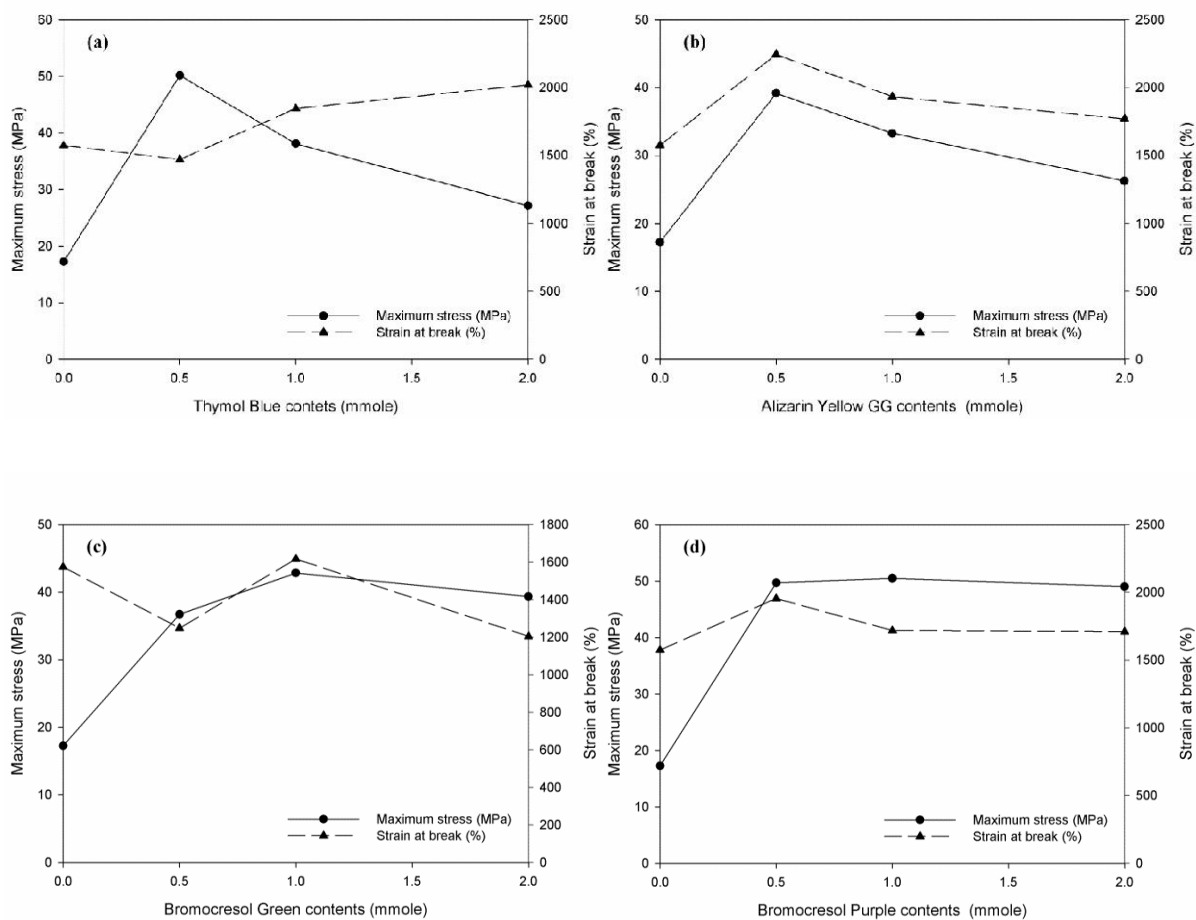 (a)
60
50
40
30
20
10
0
Maximum stress (MPa)
2500
2000
1500
1000
500
0
Strain at break (%)
Maximum stress (MPa)
Strain at break (%)
0.0 0.5 1.0 1.5 2.0
Thymol Blue contets (mmole)
(b)
50
40
30
20
10
0
Maximum stress (MPa)
2500
2000
1500
1000
500
0
Strain at break (%)
Maximum stress (MPa)
Strain at break (%)
0.0 0.5 1.0 1.5 2.0
Alizarin Yellow GG contents (mmole)
(c)
50
40
30
20
10
0
Maximum stress (MPa)
1800
1600
1400
1200
1000
800
600
400
200
0
Strain at break (%)
Maximum stress (MPa)
Strain at break (%)
0.0 0.5 1.0 1.5 2.0
Bromocresol Green contents (mmole)
(d)
60
50
40
30
20
10
0
Maximum stress (MPa)
2500
2000
1500
1000
500
0
Strain at break (%)
Maximum stress (MPa)
Strain at break (%)
0.0 0.5 1.0 1.5 2.0
Bromocresol Purple contents (mmole)